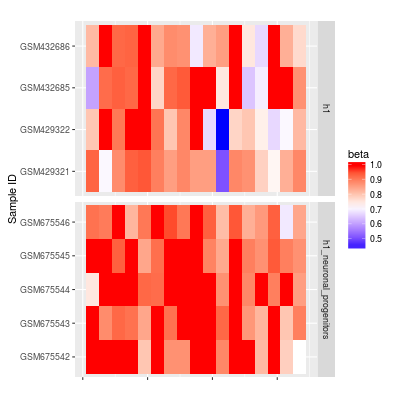 GSM432686
GSM432685
GSM429322
GSM429321
h1
GSM675546
GSM675545
GSM675544
GSM675543
GSM675542
h1_neuronal_progenitors
Sample ID
beta
1.0
0.9
0.8
0.7
0.6
0.5